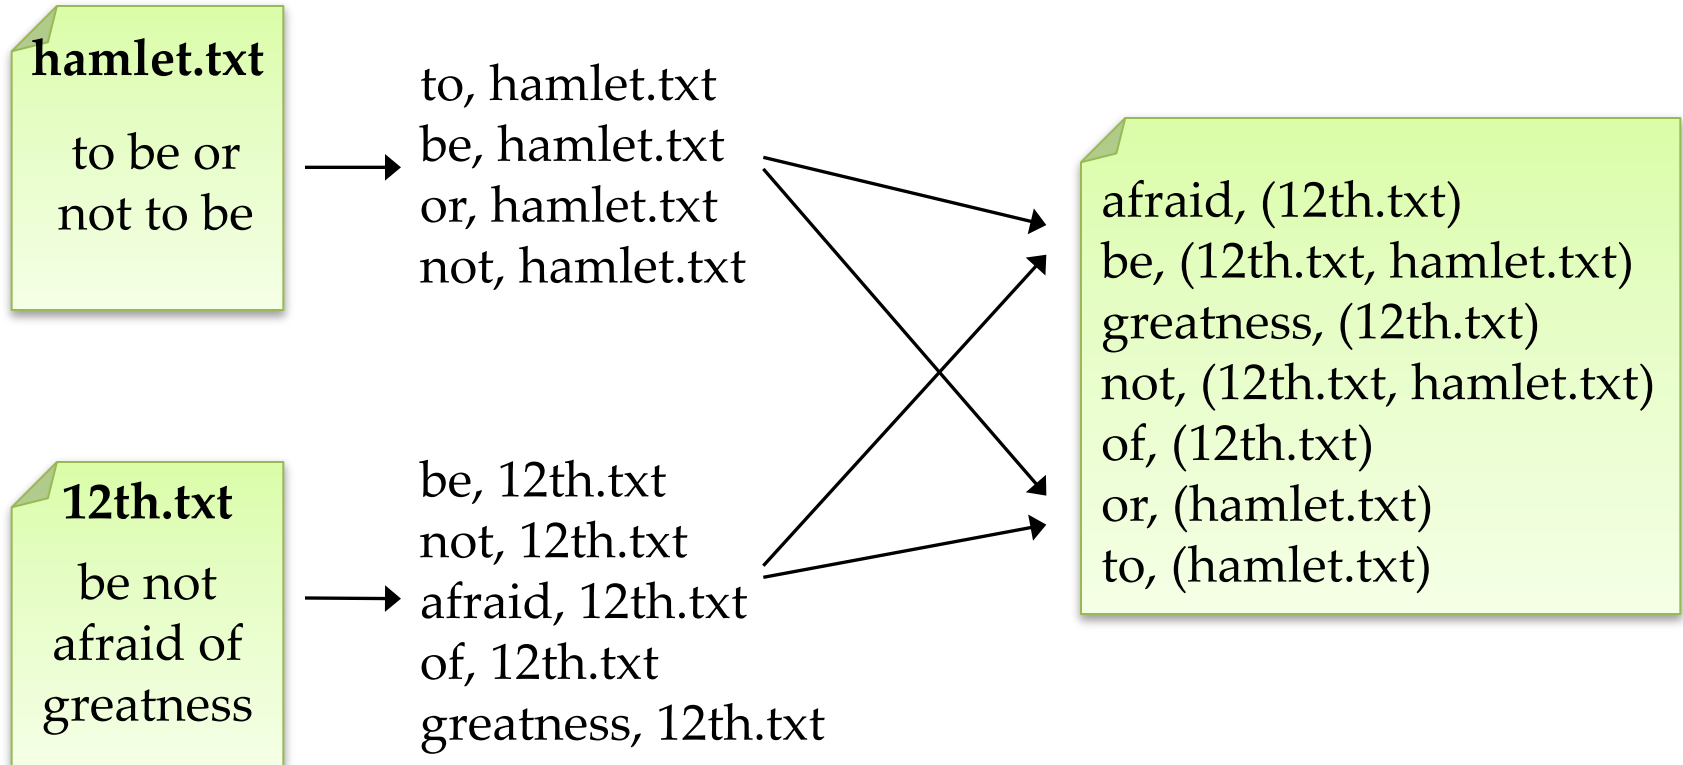 hamlet.txt
to be or
not to be
to, hamlet.txt
be, hamlet.txt
or, hamlet.txt
not, hamlet.txt
12th.txt
be not
afraid of
greatness
be, 12th.txt
not, 12th.txt
afraid, 12th.txt
of, 12th.txt
greatness, 12th.txt
afraid, (12th.txt)
be, (12th.txt, hamlet.txt)
greatness, (12th.txt)
not, (12th.txt, hamlet.txt)
of, (12th.txt)
or, (hamlet.txt)
to, (hamlet.txt)